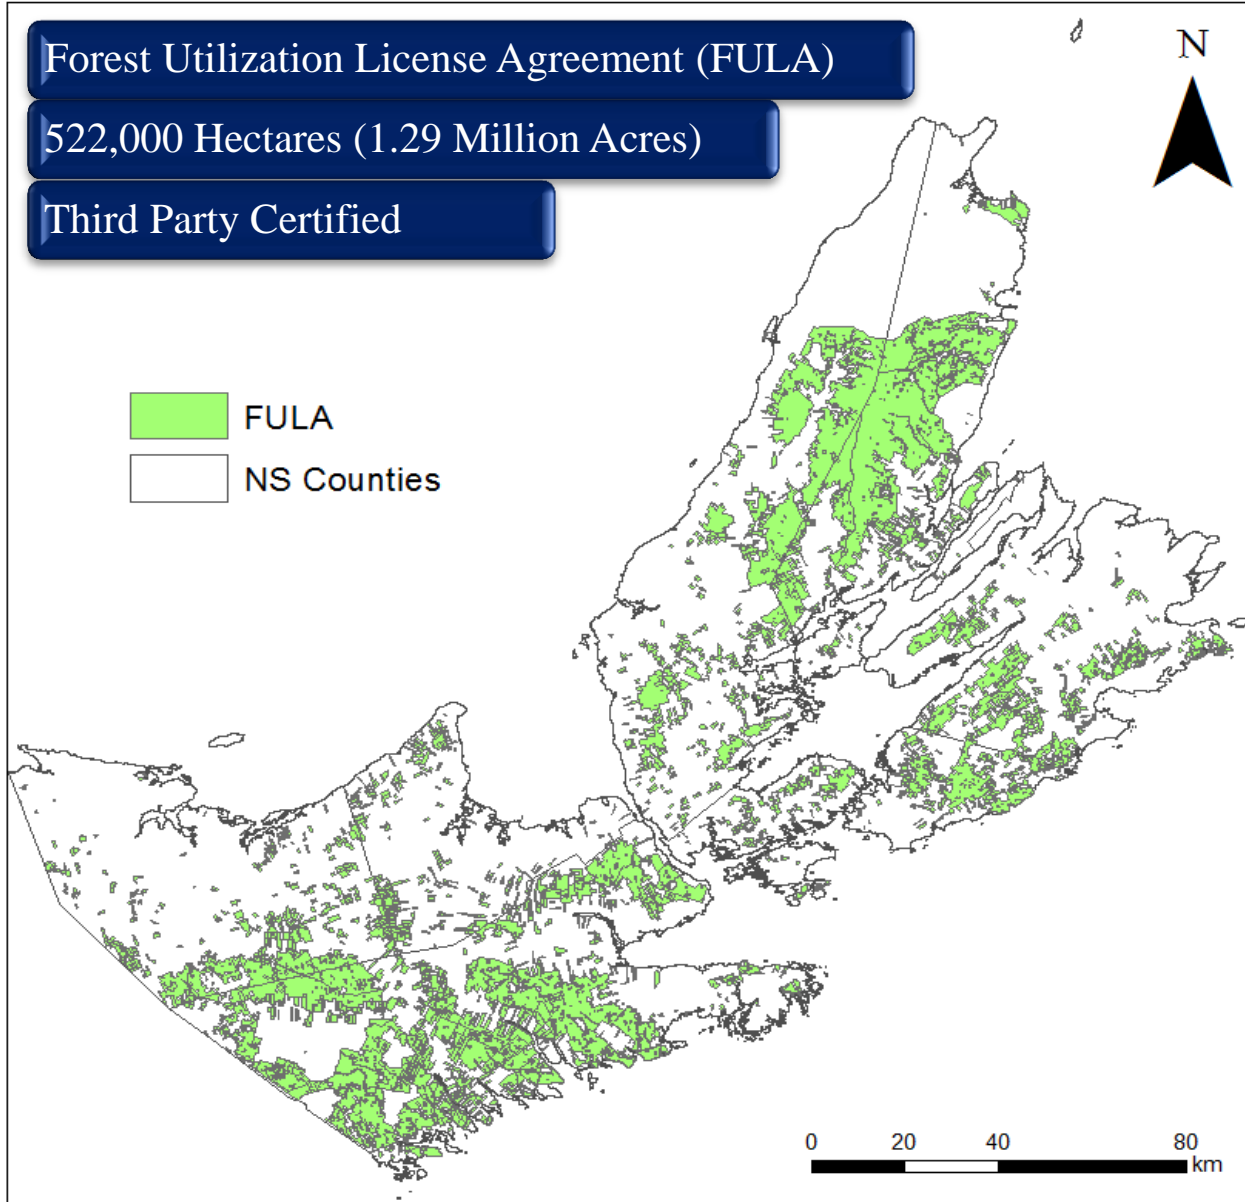 Forest Utilization License Agreement (FULA)
522,000 Hectares (1.29 Million Acres)
Third Party Certified
N
FULA
NS Counties
0 20 40 80
km